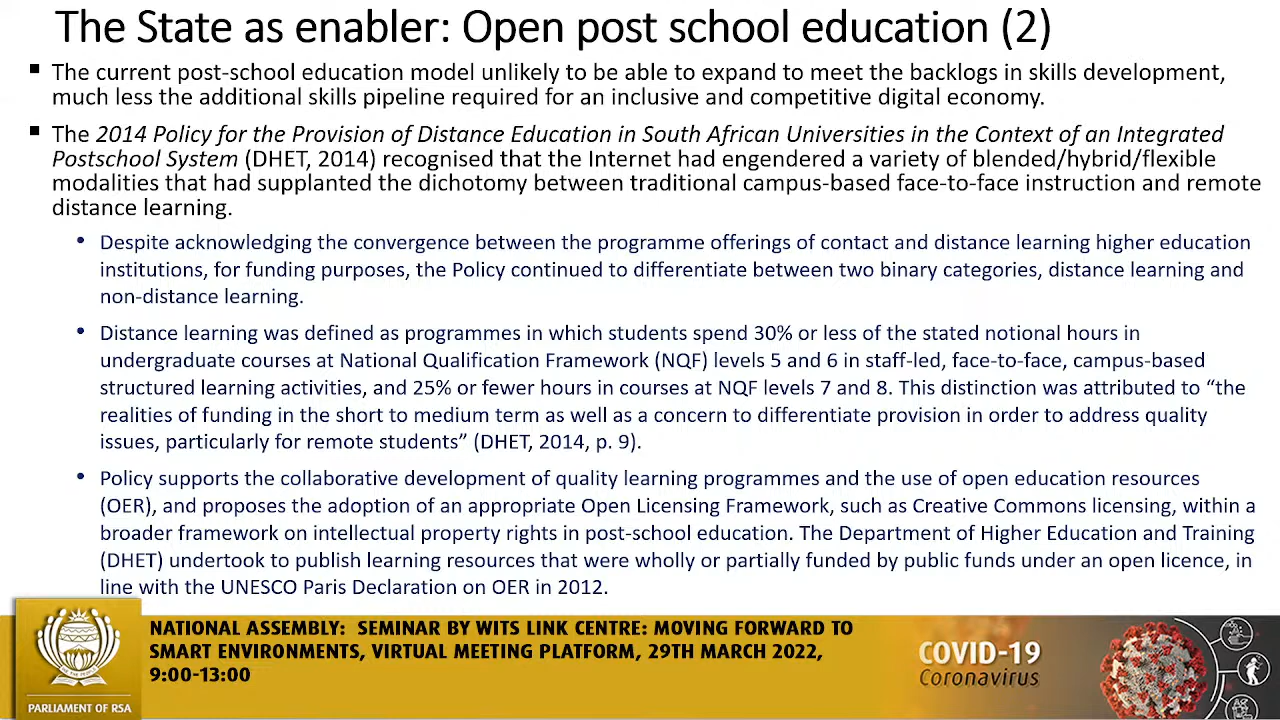 The State as enabler: Open post school education (2)
▪ The current post-school education model unlikely to be able to expand to meet the backlogs in skills development,
much less the additional skills pipeline required for an inclusive and competitive digital economy.
▪ The 2014 Policy for the Provision of Distance Education in South African Universities in the Context of an Integrated
Postschool System (DHET, 2014) recognised that the Internet had engendered a variety of blended/hybrid/flexible
modalities that had supplanted the dichotomy between traditional campus-based face-to-face instruction and remote
distance learning.
• Despite acknowledging the convergence between the programme offerings of contact and distance learning higher education
institutions, for funding purposes, the Policy continued to differentiate between two binary categories, distance learning and
non-distance learning.
• Distance learning was defined as programmes in which students spend 30% or less of the stated notional hours in
undergraduate courses at National Qualification Framework (NQF) levels 5 and 6 in staff-led, face-to-face, campus-based
structured learning activities, and 25% or fewer hours in courses at NQF levels 7 and 8. This distinction was attributed to “the
realities of funding in the short to medium term as well as a concern to differentiate provision in order to address quality
issues, particularly for remote students” (DHET, 2014, p. 9).
• Policy supports the collaborative development of quality learning programmes and the use of open education resources
(OER), and proposes the adoption of an appropriate Open Licensing Framework, such as Creative Commons licensing, within a
broader framework on intellectual property rights in post-school education. The Department of Higher Education and Training
(DHET) undertook to publish learning resources that were wholly or partially funded by public funds under an open licence, in
line with the UNESCO Paris Declaration on OER in 2012.
NATIONAL ASSEMBLY: SEMINAR BY WITS LINK CENTRE: MOVING FORWARD TO
SMART ENVIRONMENTS, VIRTUAL MEETING PLATFORM, 29TH MARCH 2022,
9:00-13:00
PARLIAMENT OF RSA
COVID-19
Coronavirus